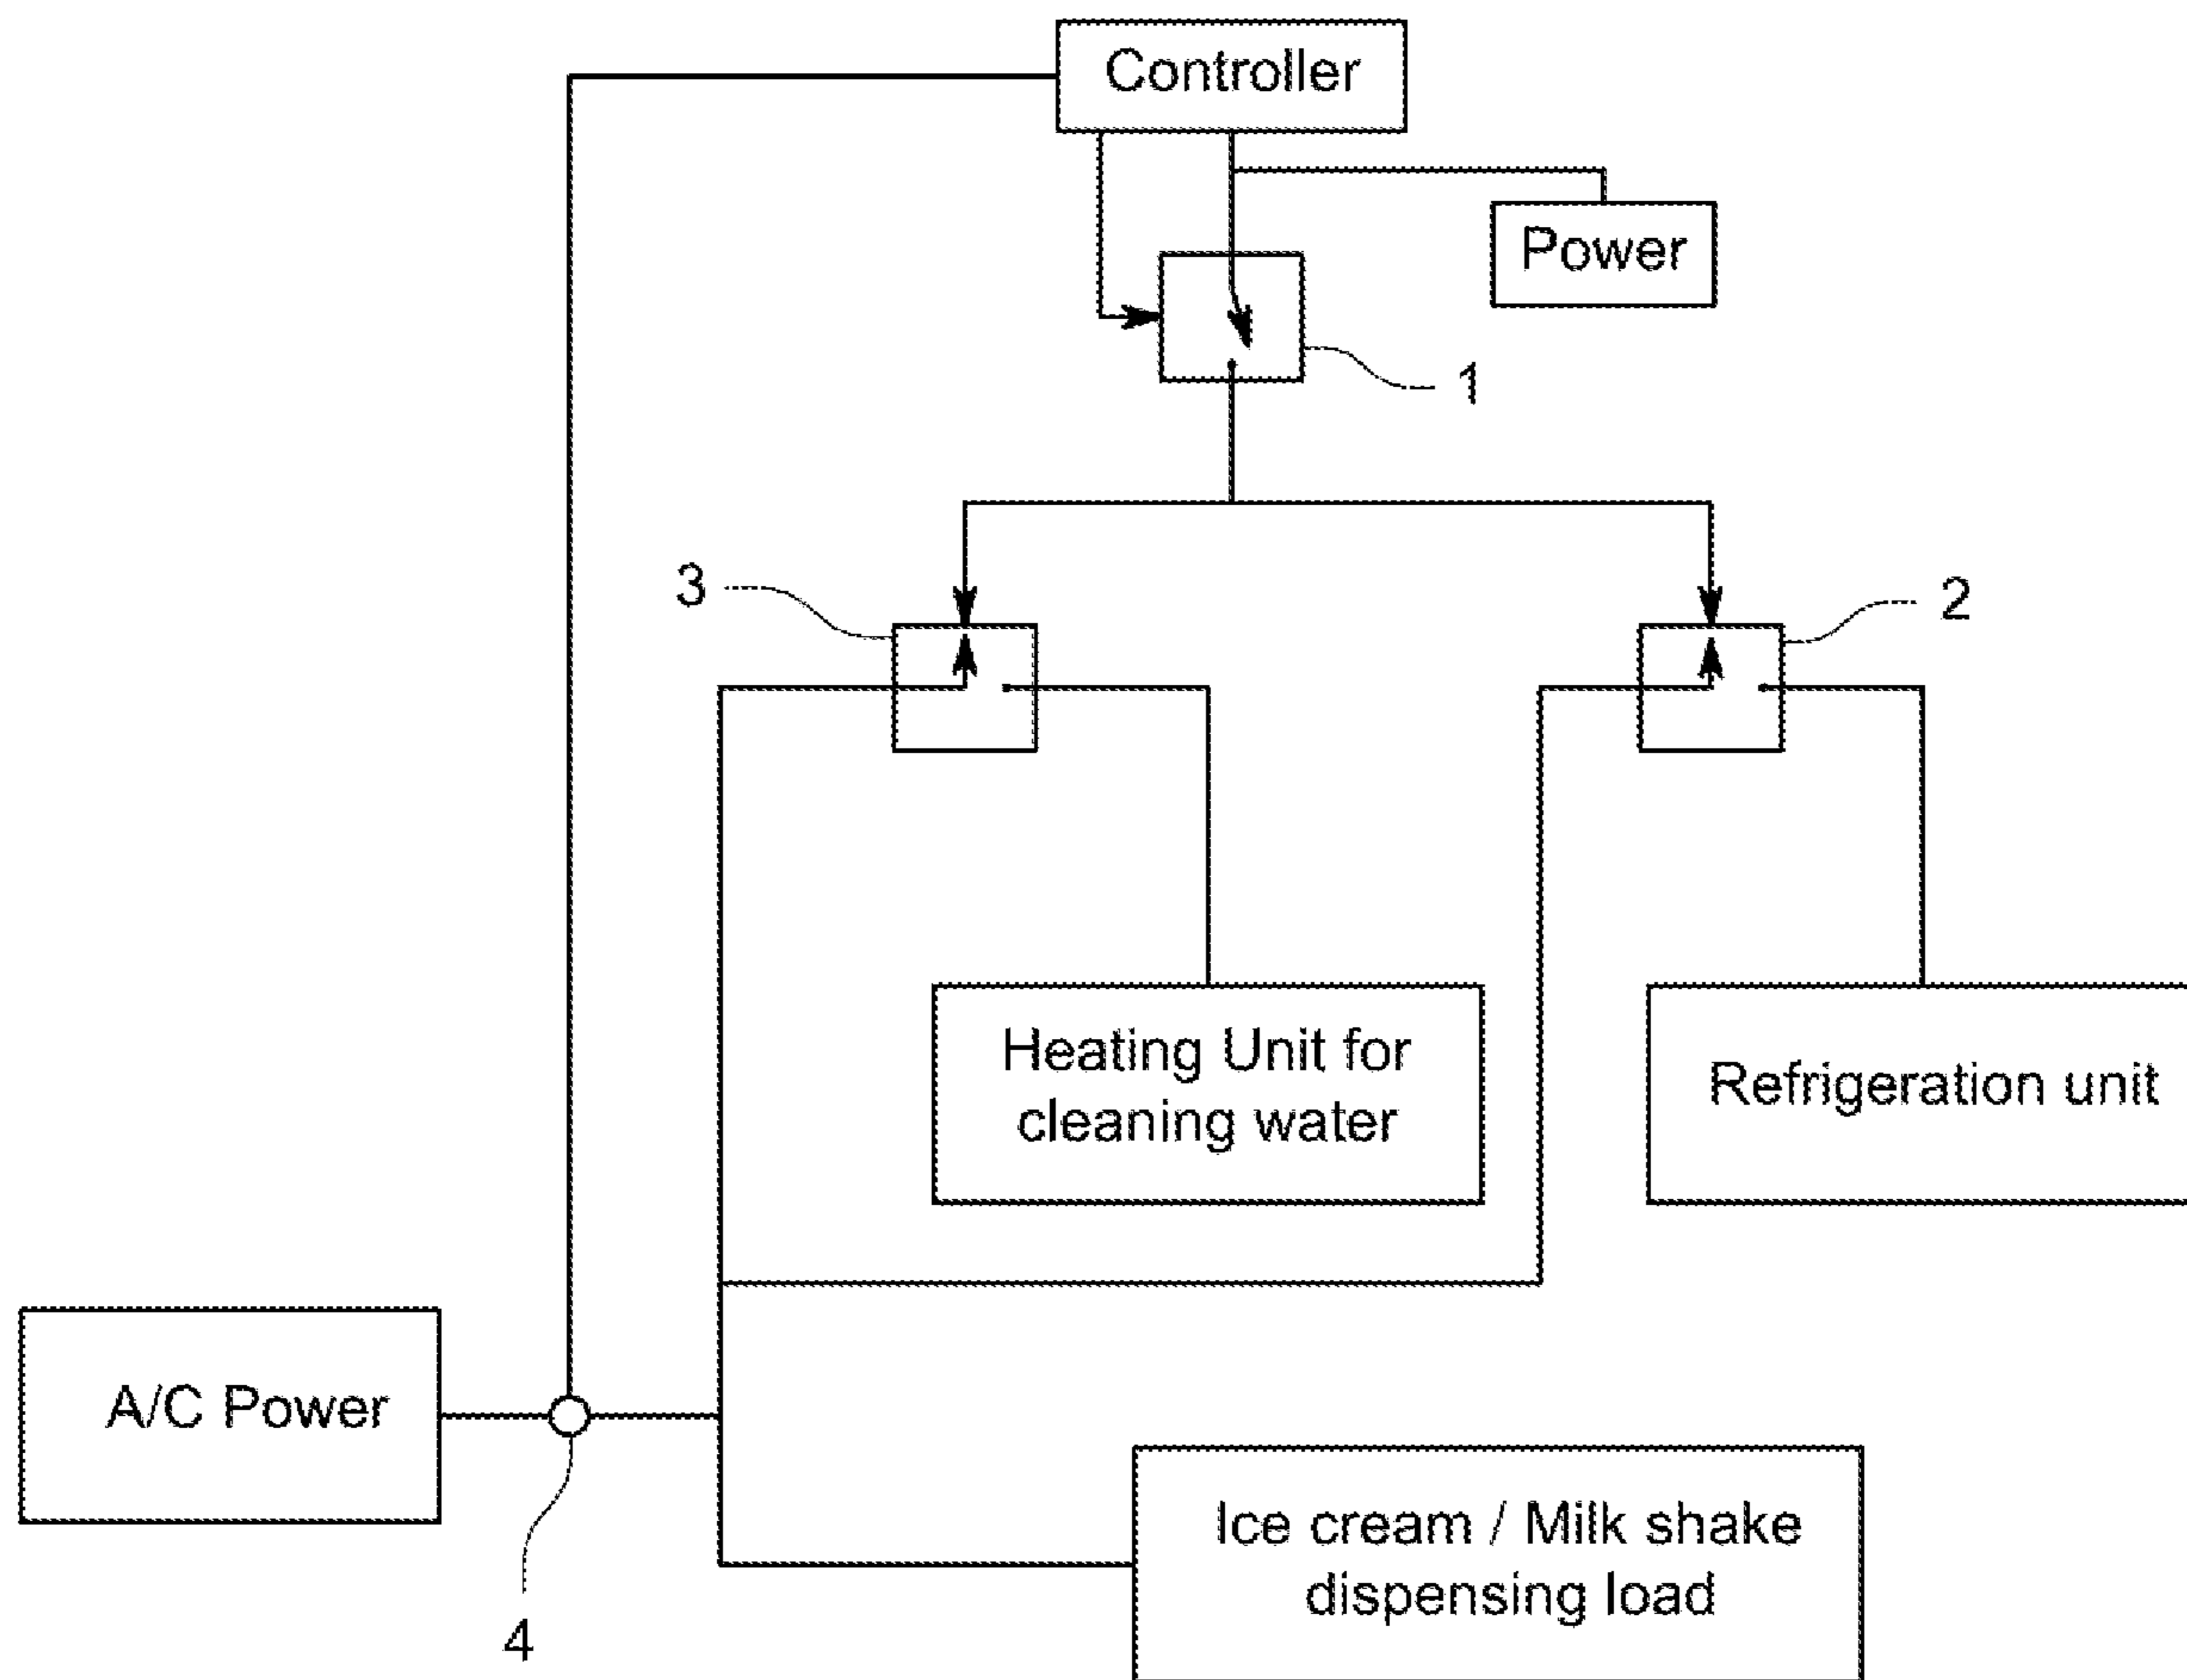 Controller
Power
1
3
2
Heating Unit for
cleaning water
Refrigeration unit
A/C Power
Ice cream / Milk shake
dispensing load
4